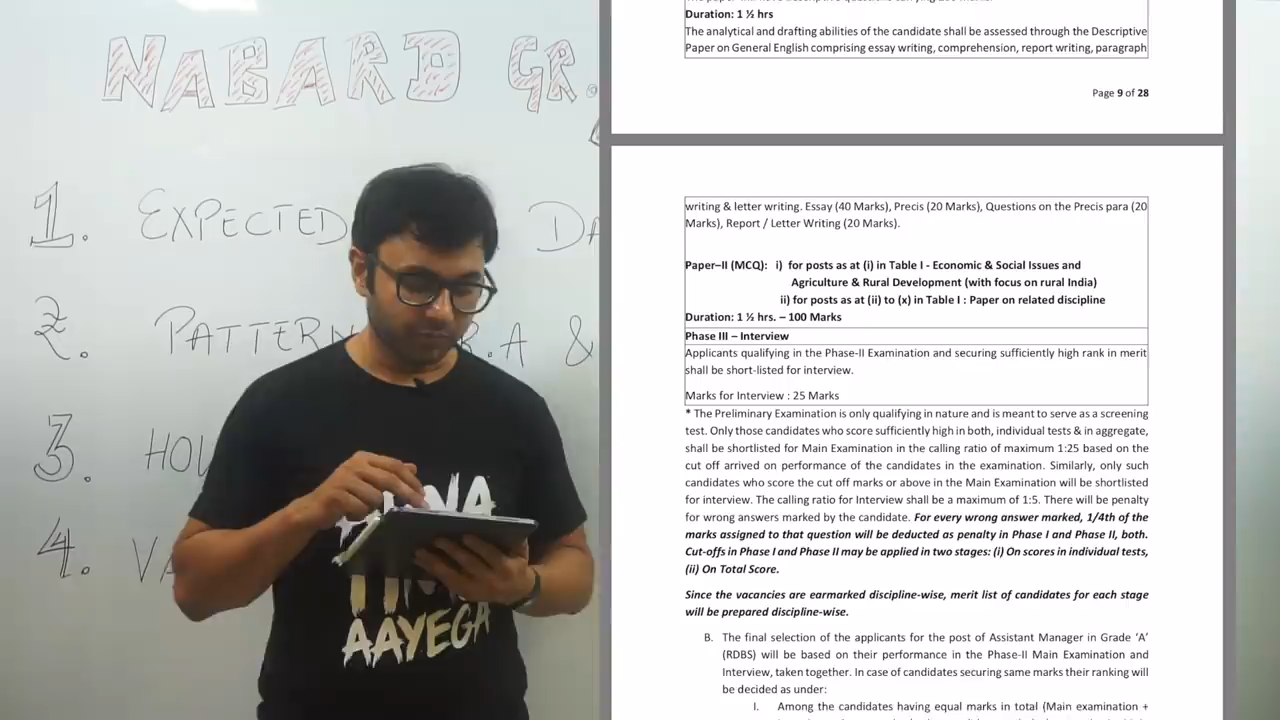 NABARD GR.
1. EXPECTED DA
2. PATTERN R.A &
3. HOW
4. VA
AAYEGA
Duration: 1 ½ hrs
The analytical and drafting abilities of the candidate shall be assessed through the Descriptive
Paper on General English comprising essay writing, comprehension, report writing, paragraph
Page 9 of 28
writing & letter writing. Essay (40 Marks), Precis (20 Marks), Questions on the Precis para (20
Marks), Report / Letter Writing (20 Marks).
Paper–II (MCQ): i) for posts as at (i) in Table I - Economic & Social Issues and
Agriculture & Rural Development (with focus on rural India)
ii) for posts as at (ii) to (x) in Table I : Paper on related discipline
Duration: 1 ½ hrs. – 100 Marks
Phase III – Interview
Applicants qualifying in the Phase-II Examination and securing sufficiently high rank in merit
shall be short-listed for interview.
Marks for Interview : 25 Marks
* The Preliminary Examination is only qualifying in nature and is meant to serve as a screening
test. Only those candidates who score sufficiently high in both, individual tests & in aggregate,
shall be shortlisted for Main Examination in the calling ratio of maximum 1:25 based on the
cut off arrived on performance of the candidates in the examination. Similarly, only such
candidates who score the cut off marks or above in the Main Examination will be shortlisted
for interview. The calling ratio for Interview shall be a maximum of 1:5. There will be penalty
for wrong answers marked by the candidate. For every wrong answer marked, 1/4th of the
marks assigned to that question will be deducted as penalty in Phase I and Phase II, both.
Cut-offs in Phase I and Phase II may be applied in two stages: (i) On scores in individual tests,
(ii) On Total Score.
Since the vacancies are earmarked discipline-wise, merit list of candidates for each stage
will be prepared discipline-wise.
B. The final selection of the applicants for the post of Assistant Manager in Grade ‘A’
(RDBS) will be based on their performance in the Phase-II Main Examination and
Interview, taken together. In case of candidates securing same marks their ranking will
be decided as under:
I. Among the candidates having equal marks in total (Main examination +